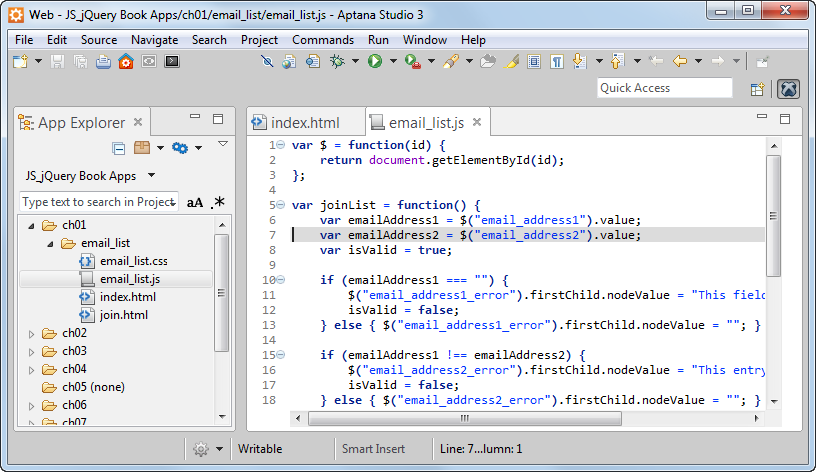 Web - JS_jQuery Book Apps/ch01/email_list/email_list.js - Aptana Studio 3
File Edit Source Navigate Search Project Commands Run Window Help
Quick Access
App Explorer
JS_jQuery Book Apps
Type text to search in Project
aA .*
ch01
email_list
email_list.css
email_list.js
index.html
join.html
ch02
ch03
ch04
ch05 (none)
ch06
ch07
index.html email_list.js
1 var $ = function(id) {
2 return document.getElementById(id);
3 };
4
5 var joinList = function() {
6 var emailAddress1 = $("email_address1").value;
7 var emailAddress2 = $("email_address2").value;
8 var isValid = true;
9
10 if (emailAddress1 === "") {
11 $("email_address1_error").firstChild.nodeValue = "This field
12 isValid = false;
13 } else { $("email_address1_error").firstChild.nodeValue = ""; }
14
15 if (emailAddress1 !== emailAddress2) {
16 $("email_address2_error").firstChild.nodeValue = "This entry
17 isValid = false;
18 } else { $("email_address2_error").firstChild.nodeValue = ""; }
Writable Smart Insert Line: 7...lumn: 1